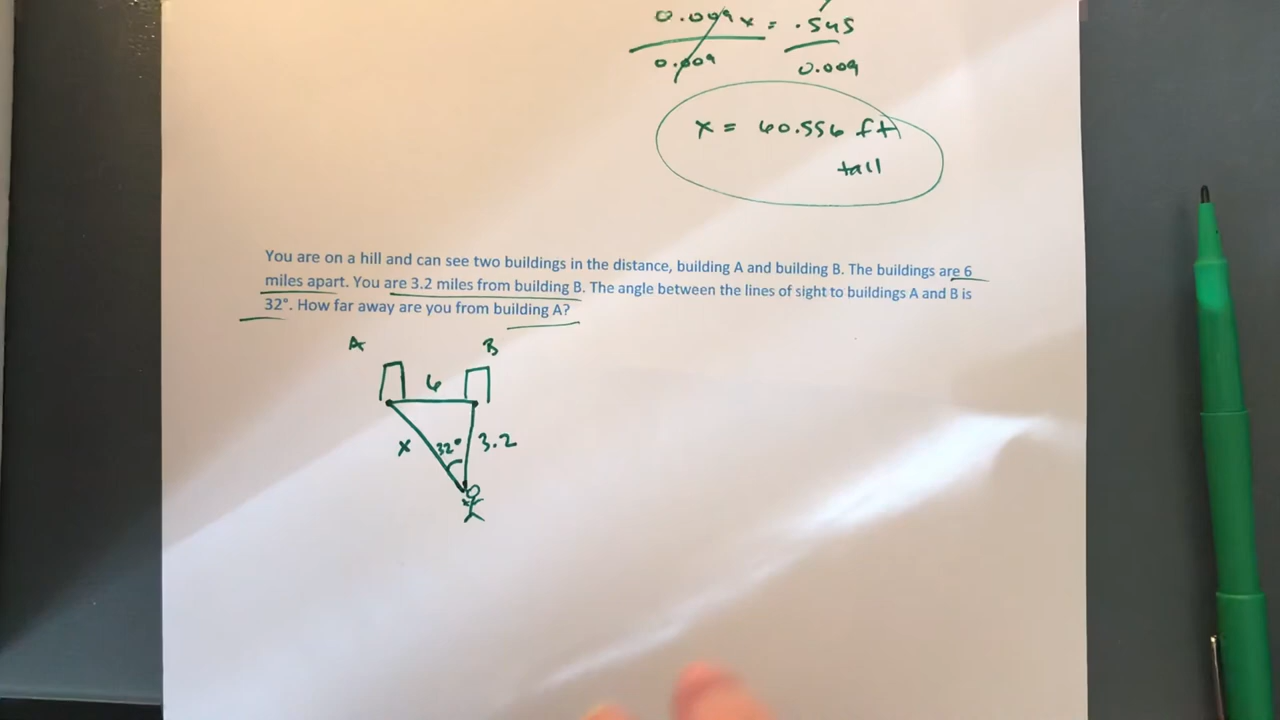 0.009x = .545
0.009 0.009
x = 60.556 ft
tall
You are on a hill and can see two buildings in the distance, building A and building B. The buildings are 6
miles apart. You are 3.2 miles from building B. The angle between the lines of sight to buildings A and B is
32°. How far away are you from building A?
A B
6
x 32° 3.2